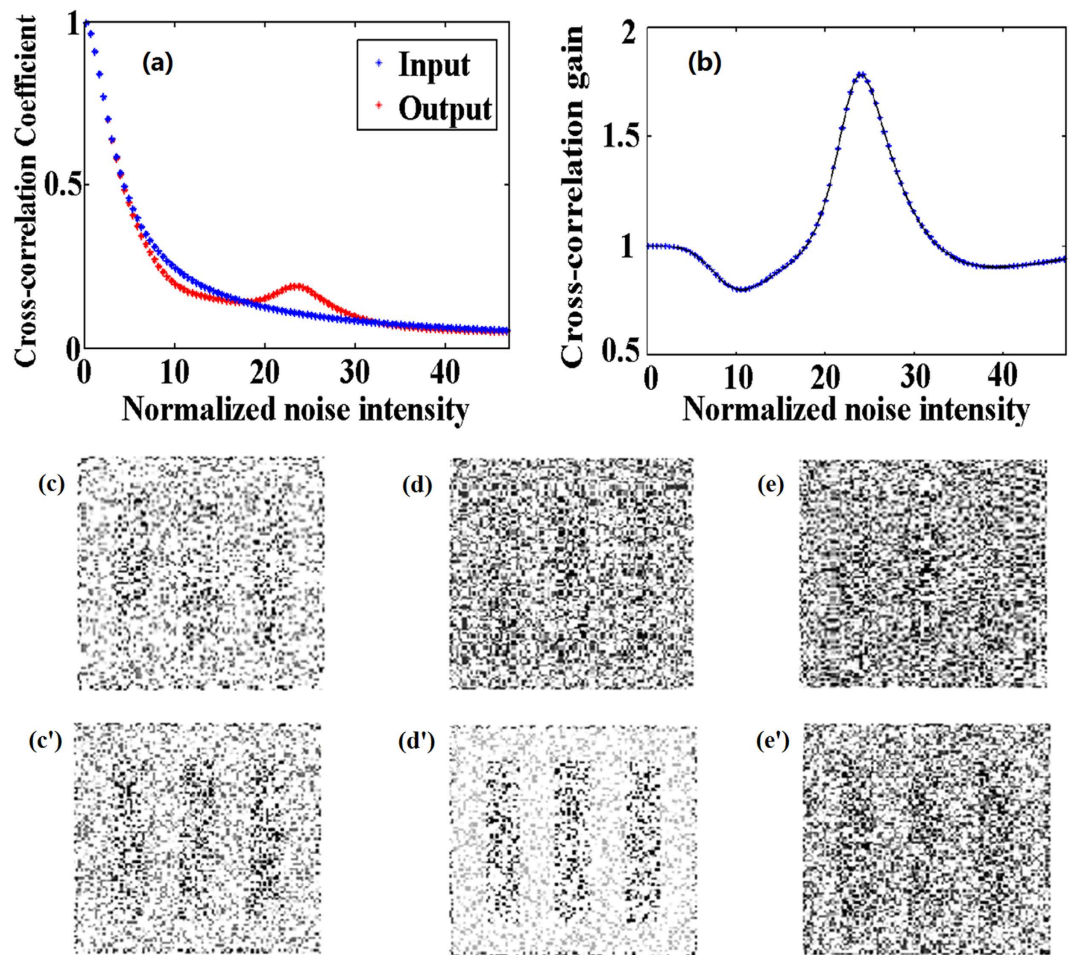 Cross-correlation Coefficient
1
0.5
0
(a)
Input
Output
0 10 20 30 40
Normalized noise intensity
Cross-correlation gain
2
1.5
1
0.5
(b)
0 10 20 30 40
Normalized noise intensity
(c)
(d)
(e)
(c')
(d')
(e')